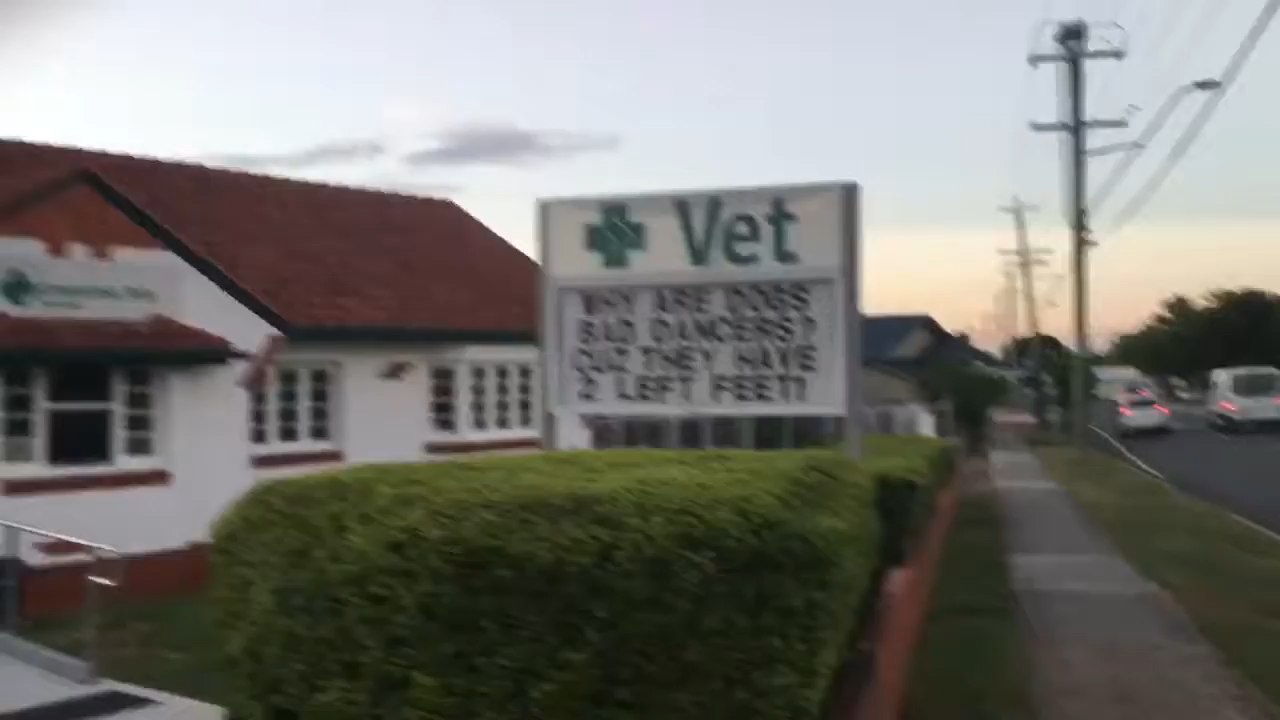 Vet
WHY ARE DOGS
BAD DANCERS?
CUZ THEY HAVE
2 LEFT FEET!